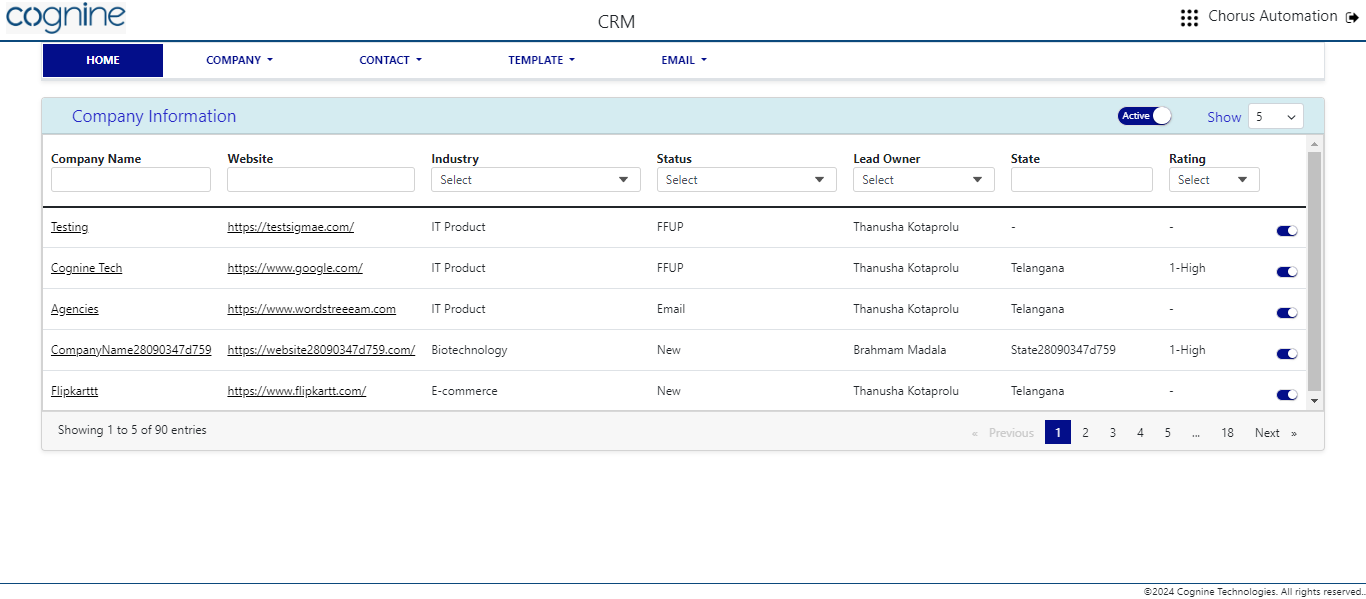 cognine
CRM
Chorus Automation
HOME COMPANY CONTACT TEMPLATE EMAIL
Company Information Active Show 5
Company Name Website Industry Status Lead Owner State Rating
Select Select Select Select
Testing https://testsigmae.com/ IT Product FFUP Thanusha Kotaprolu - -
Cognine Tech https://www.google.com/ IT Product FFUP Thanusha Kotaprolu Telangana 1-High
Agencies https://www.wordstreeeam.com IT Product Email Thanusha Kotaprolu Telangana -
CompanyName28090347d759 https://website28090347d759.com/ Biotechnology New Brahmam Madala State28090347d759 1-High
Flipkarttt https://www.flipkartt.com/ E-commerce New Thanusha Kotaprolu Telangana -
Showing 1 to 5 of 90 entries « Previous 1 2 3 4 5 ... 18 Next »
©2024 Cognine Technologies. All rights reserved..